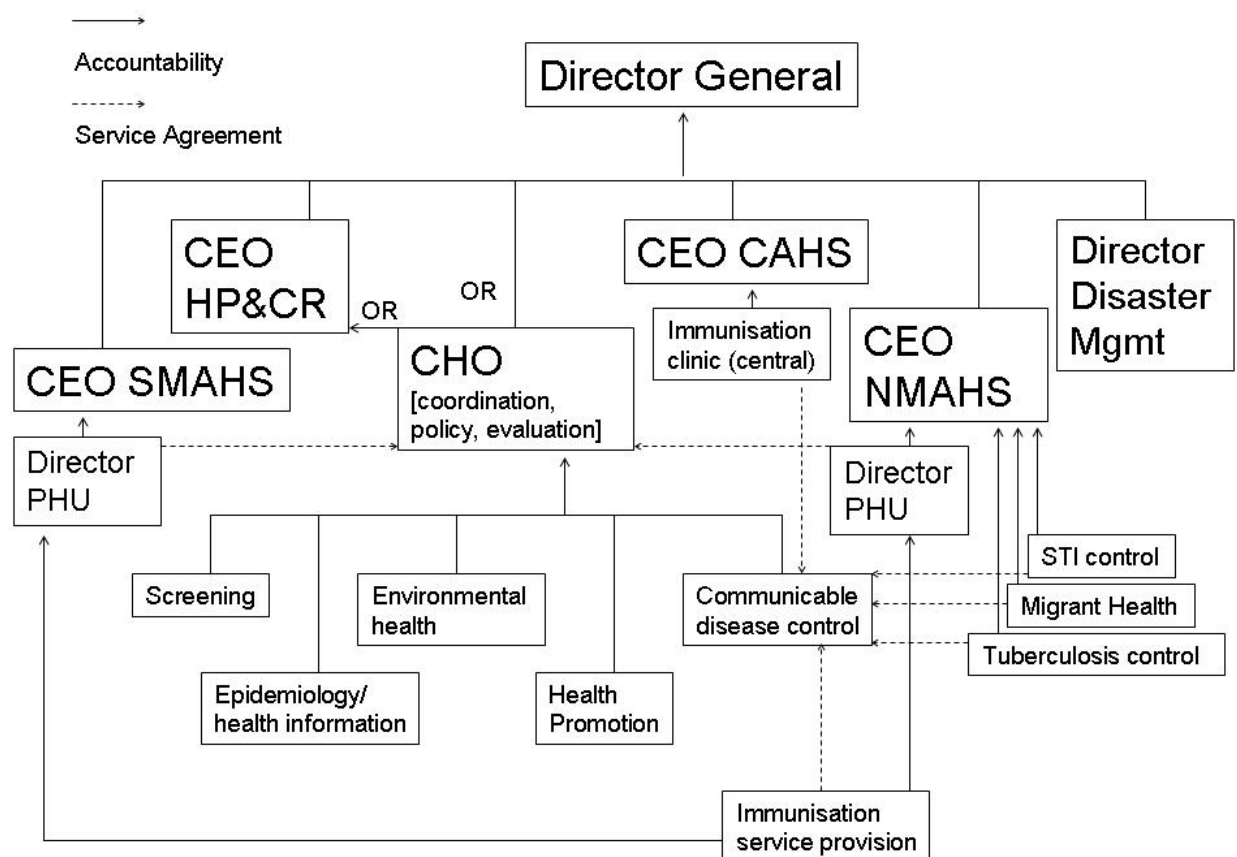 Accountability
Service Agreement
Director General
CEO
HP&CR
OR
OR
CEO CAHS
Director
Disaster
Mgmt
CEO SMAHS
CHO
[coordination,
policy, evaluation]
Immunisation
clinic (central)
CEO
NMAHS
Director
PHU
Director
PHU
Screening
Environmental
health
Communicable
disease control
STI control
Migrant Health
Tuberculosis control
Epidemiology/
health information
Health
Promotion
Immunisation
service provision